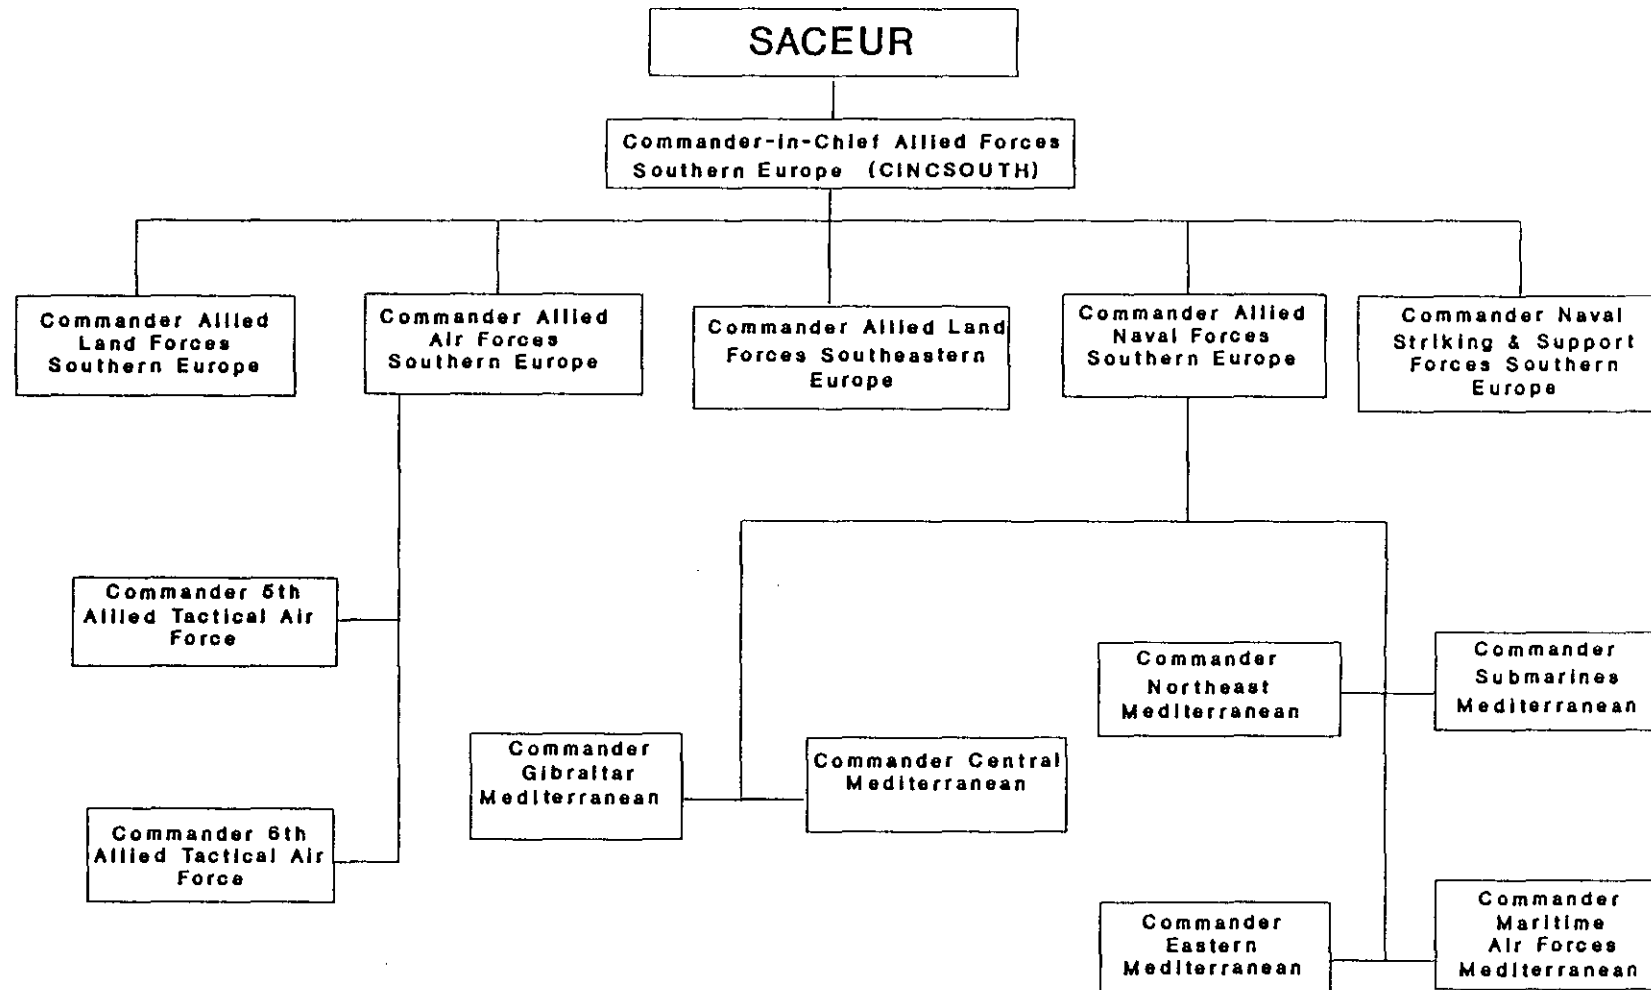 SACEUR
Commander-in-Chief Allied Forces
Southern Europe (CINCSOUTH)
Commander Allied
Land Forces
Southern Europe
Commander Allied
Air Forces
Southern Europe
Commander Allied Land
Forces Southeastern
Europe
Commander Allied
Naval Forces
Southern Europe
Commander Naval
Striking & Support
Forces Southern
Europe
Commander 5th
Allied Tactical Air
Force
Commander 6th
Allied Tactical Air
Force
Commander
Gibraltar
Mediterranean
Commander Central
Mediterranean
Commander
Northeast
Mediterranean
Commander
Submarines
Mediterranean
Commander
Eastern
Mediterranean
Commander
Maritime
Air Forces
Mediterranean